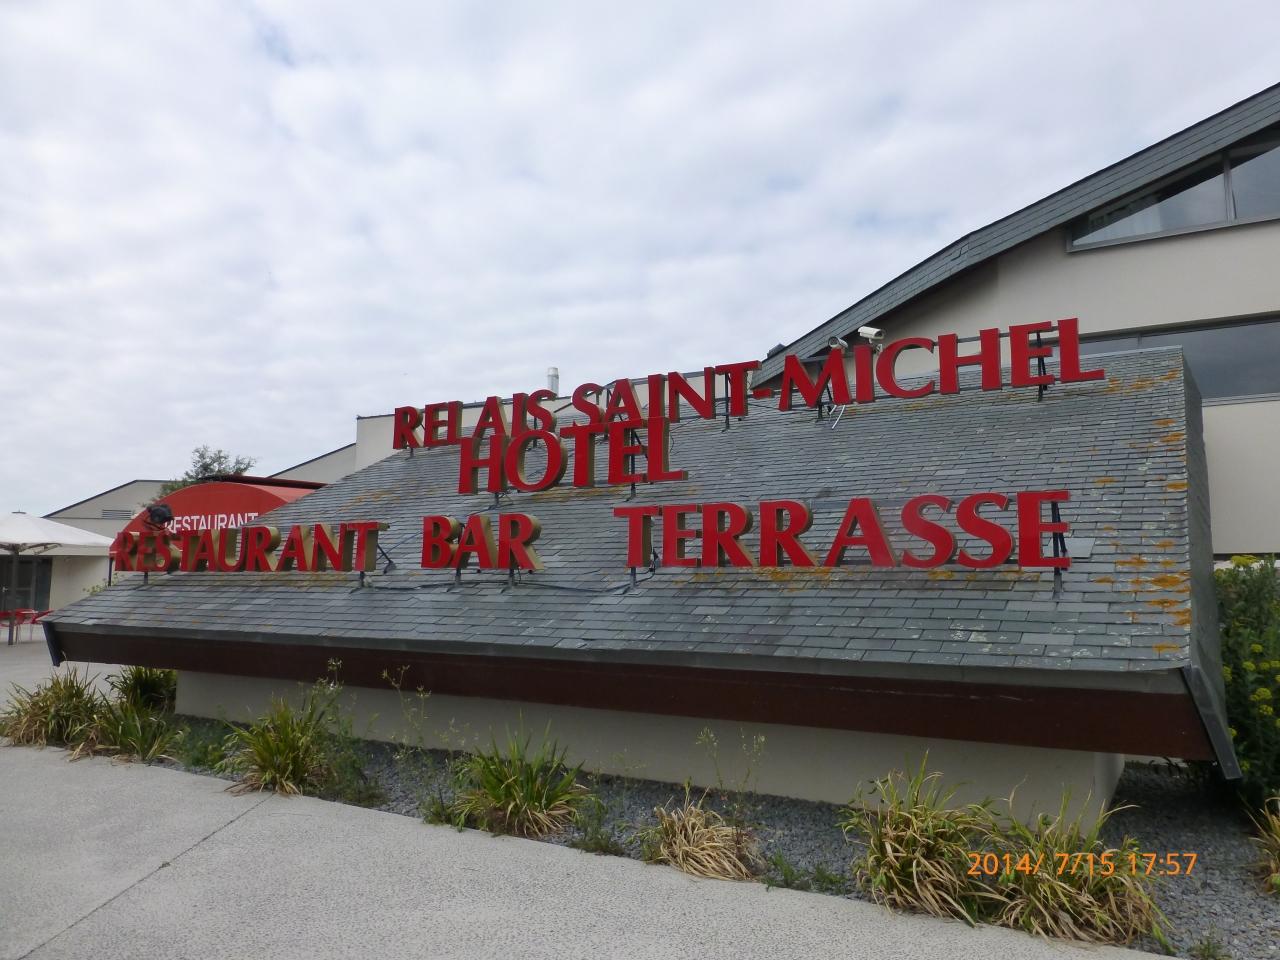 RELAIS SAINT-MICHEL
HOTEL
RESTAURANT
RESTAURANT BAR TERRASSE
2014/ 7/15 17:57